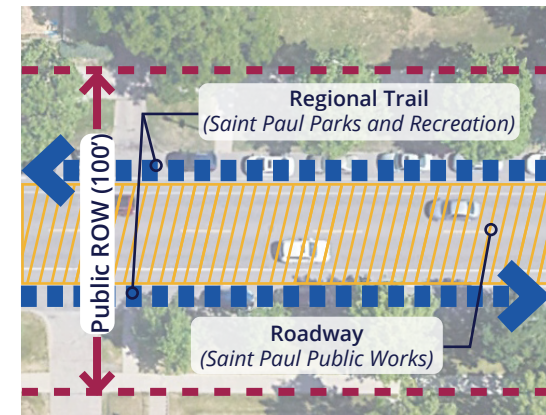 Regional Trail
(Saint Paul Parks and Recreation)
Public ROW (100’)
Roadway
(Saint Paul Public Works)